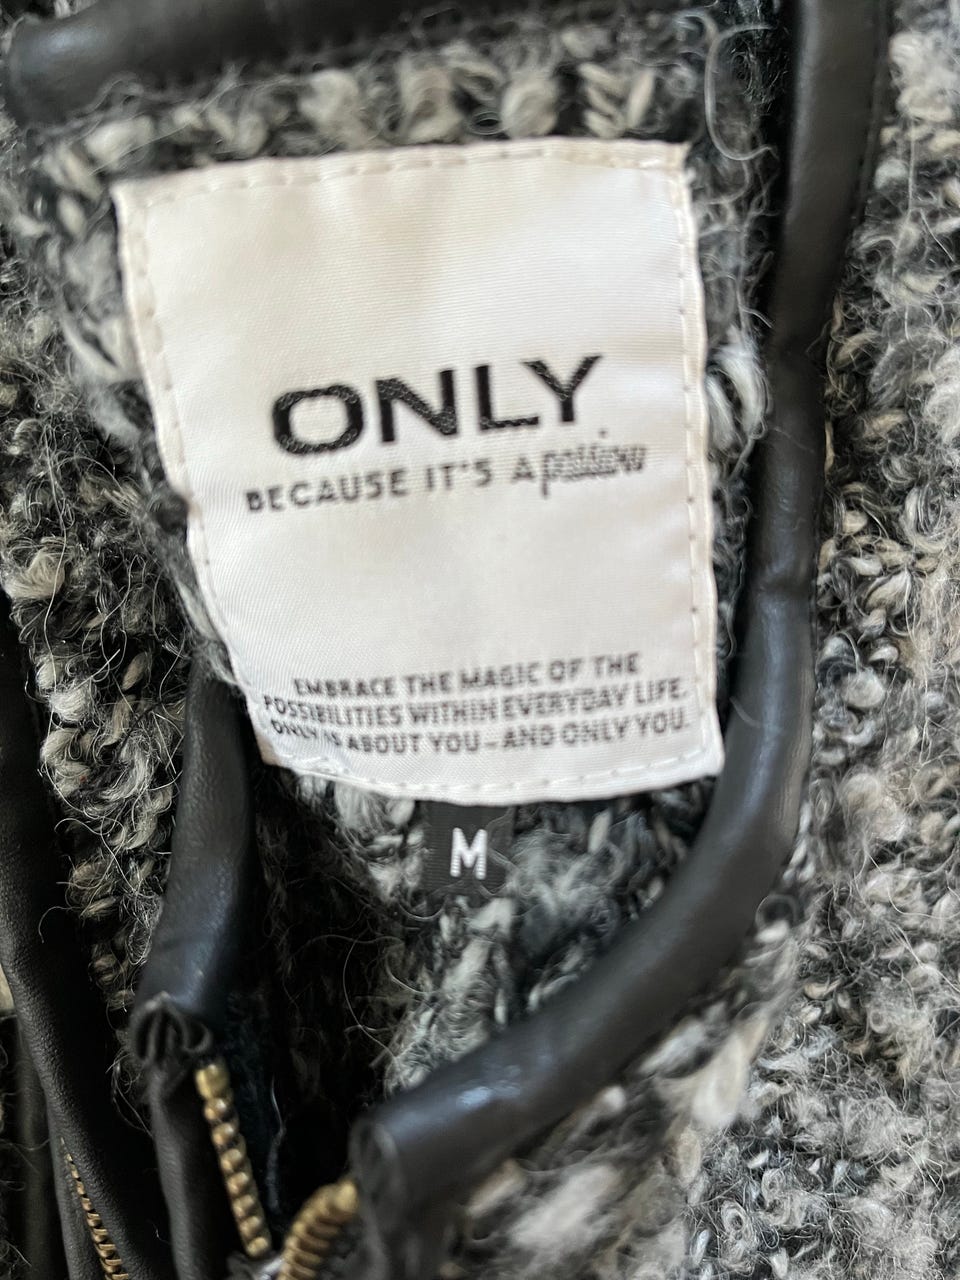 ONLY
BECAUSE IT'S A passion
EMBRACE THE MAGIC OF THE
POSSIBILITIES WITHIN EVERYDAY LIFE.
ONLY IS ABOUT YOU – AND ONLY YOU.
M